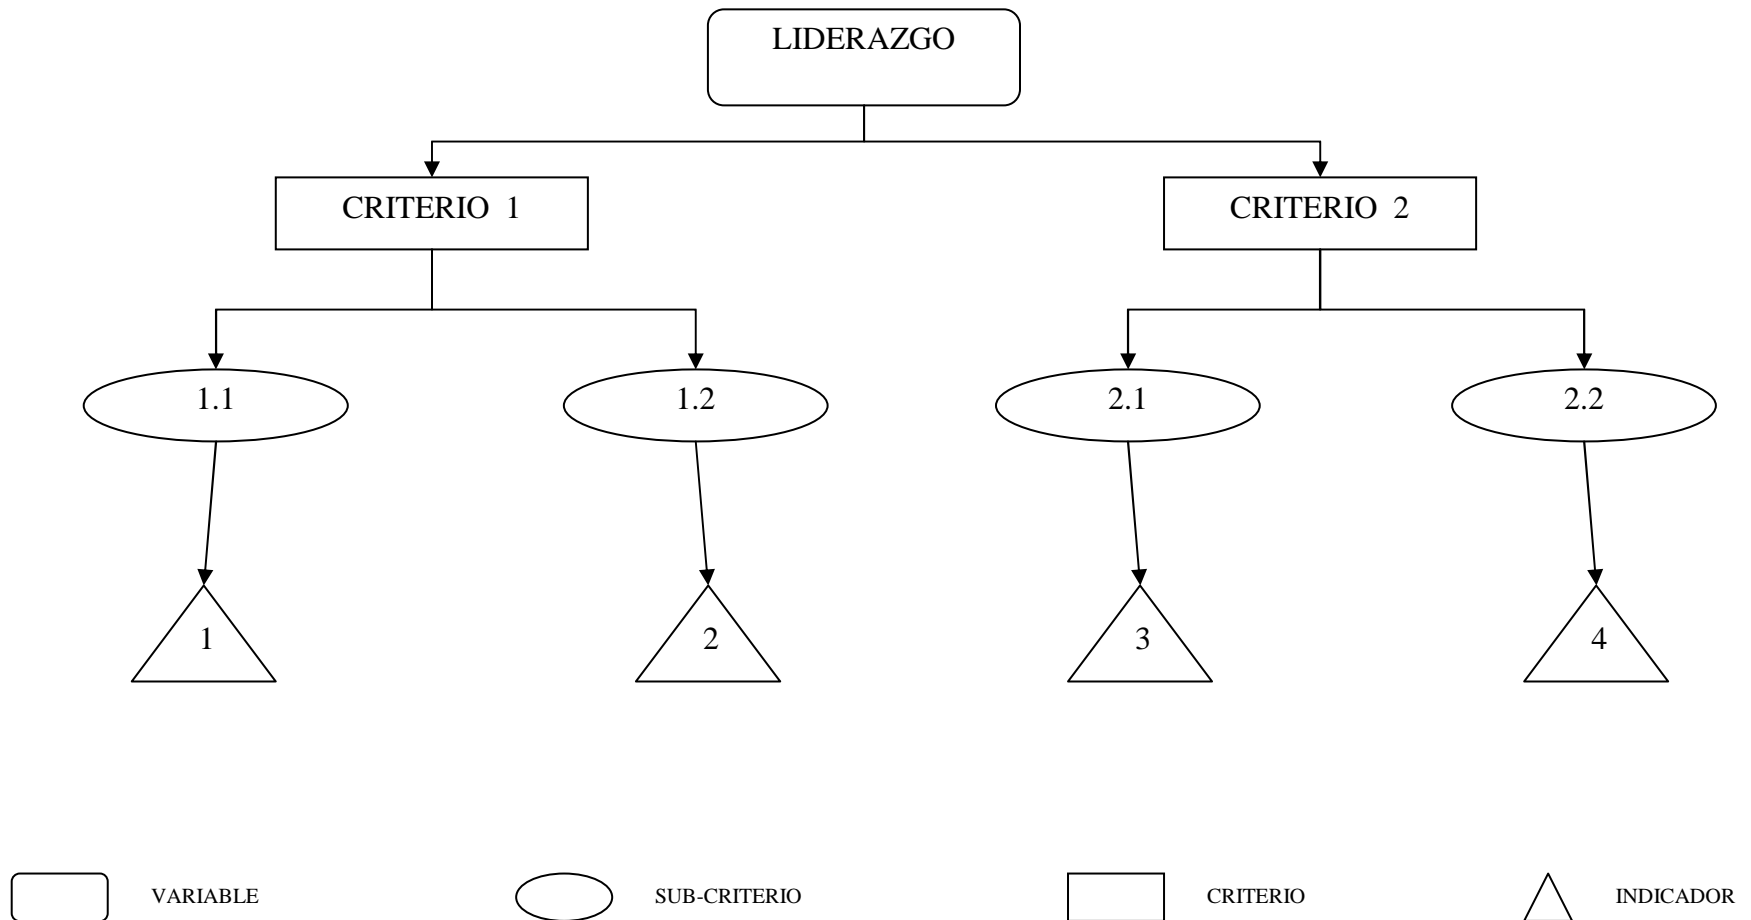 LIDERAZGO
CRITERIO 1
CRITERIO 2
1.1
1.2
2.1
2.2
1
2
3
4
VARIABLE
SUB-CRITERIO
CRITERIO
INDICADOR